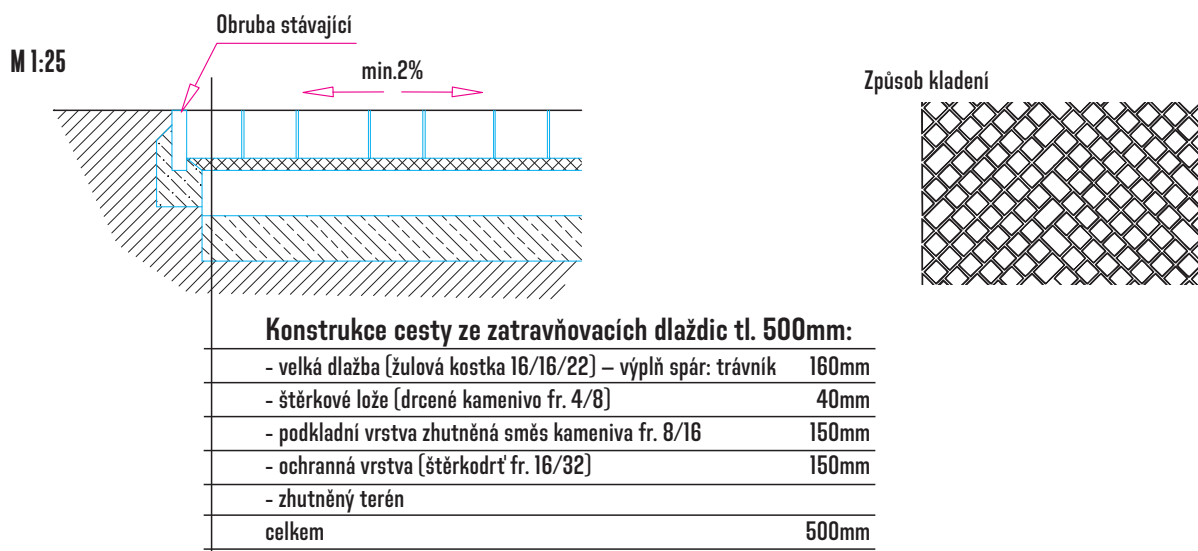 Obruba stávající
M 1:25
min.2%
Způsob kladení
Konstrukce cesty ze zatravňovacích dlaždic tl. 500mm:
- velká dlažba (žulová kostka 16/16/22) – výplň spár: trávník 160mm
- štěrkové lože (drcené kamenivo fr. 4/8) 40mm
- podkladní vrstva zhutněná směs kameniva fr. 8/16 150mm
- ochranná vrstva (štěrkodrť fr. 16/32) 150mm
- zhutněný terén
celkem 500mm